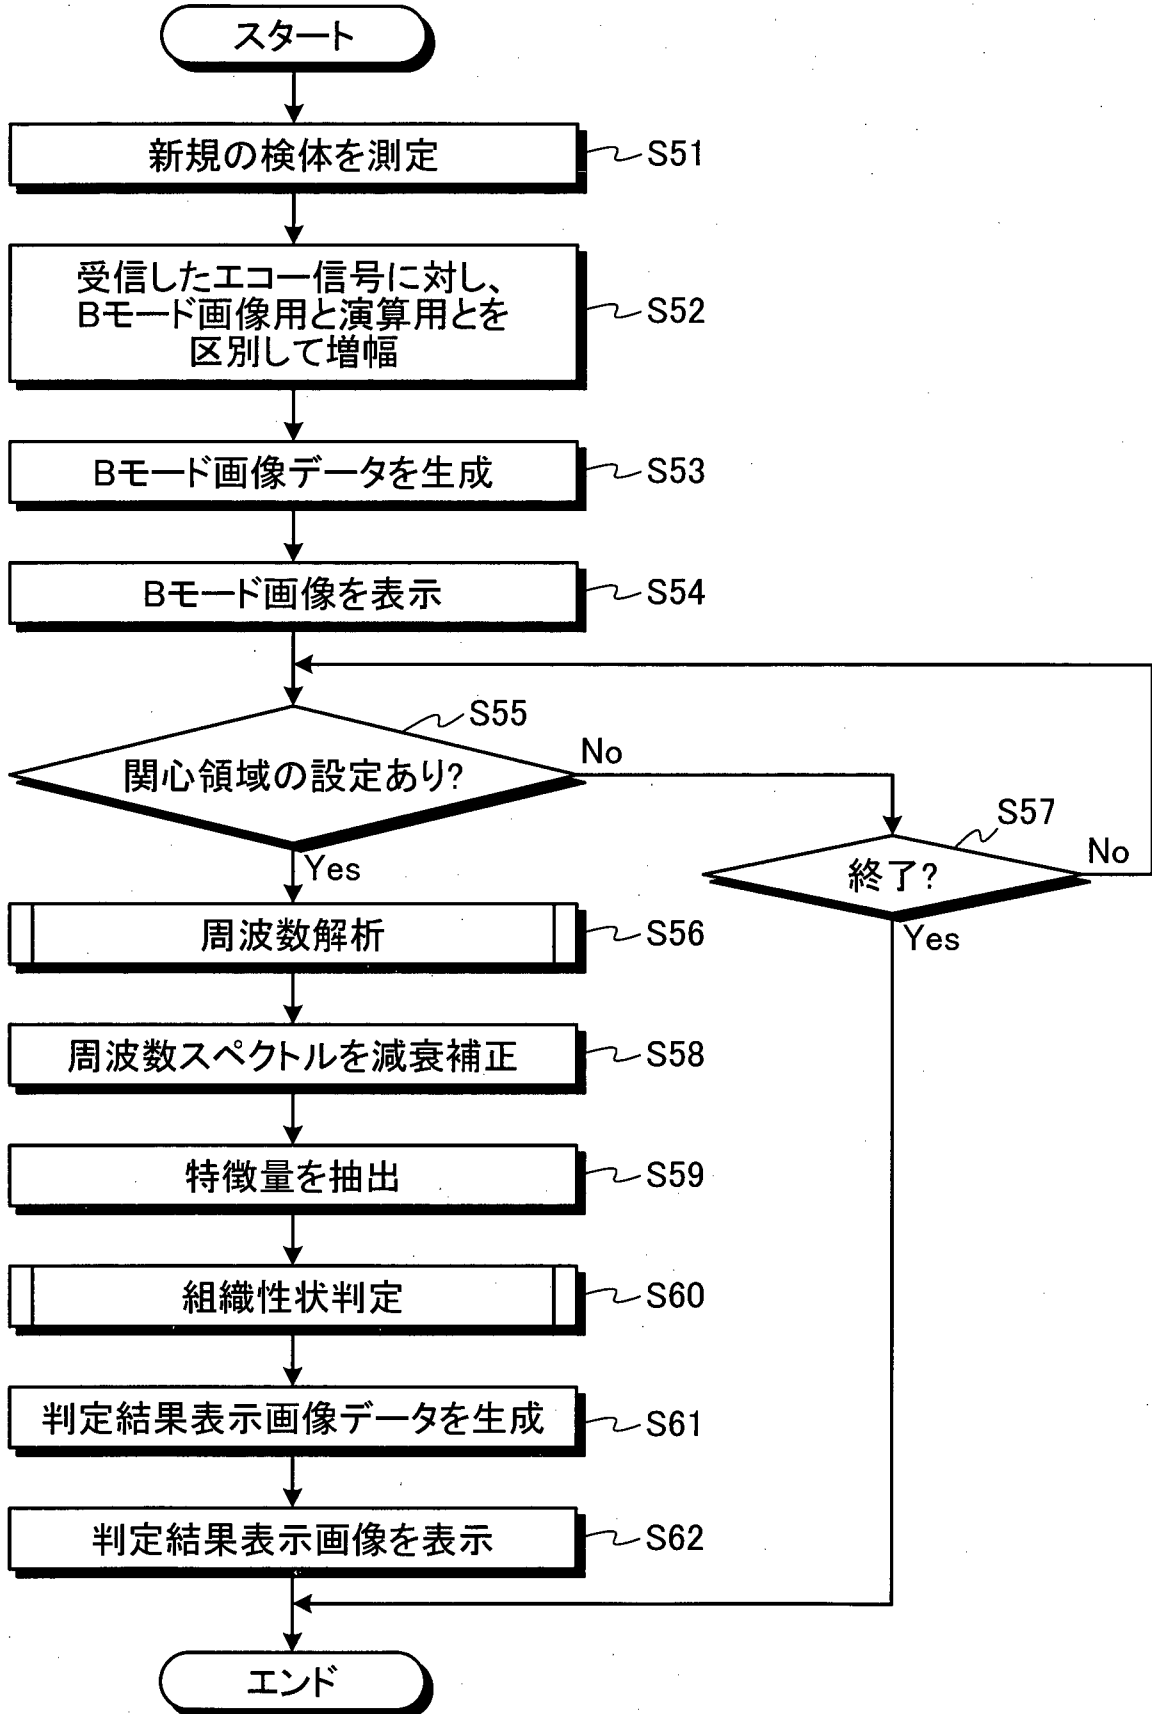 スタート
新規の検体を測定
S51
受信したエコー信号に対し、
Bモード画像用と演算用とを
区別して増幅
S52
Bモード画像データを生成
S53
Bモード画像を表示
S54
S55
関心領域の設定あり?
No
Yes
S57
終了?
No
Yes
周波数解析
S56
周波数スペクトルを減衰補正
S58
特徴量を抽出
S59
組織性状判定
S60
判定結果表示画像データを生成
S61
判定結果表示画像を表示
S62
エンド